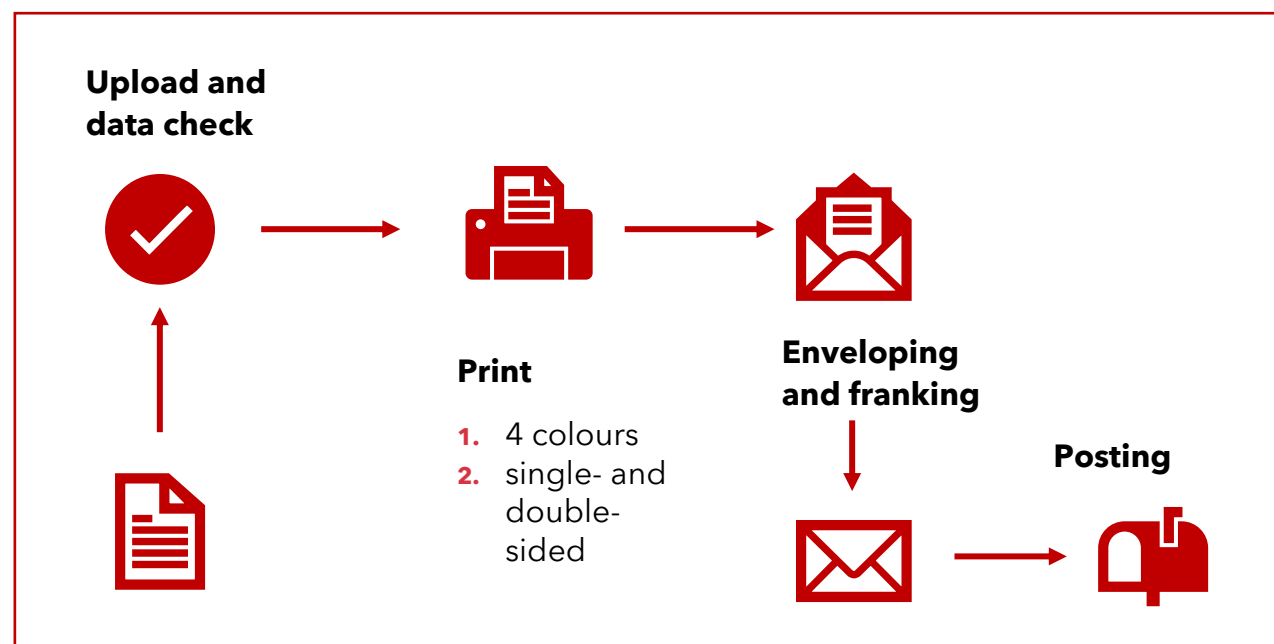 Upload and
data check
Print
1. 4 colours
2. single- and
double-
sided
Enveloping
and franking
Posting